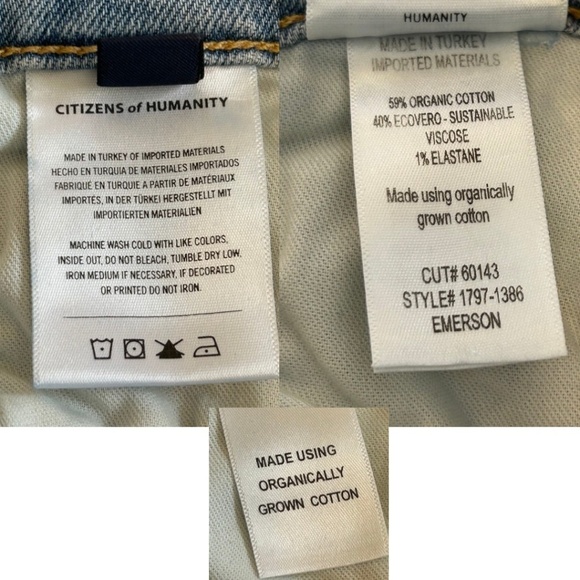 CITIZENS of HUMANITY
MADE IN TURKEY OF IMPORTED MATERIALS
HECHO EN TURQUIA DE MATERIALES IMPORTADOS
FABRIQUÉ EN TURQUIE A PARTIR DE MATÉRIAUX
IMPORTÉS, IN DER TÜRKEI HERGESTELLT MIT
IMPORTIERTEN MATERIALIEN
MACHINE WASH COLD WITH LIKE COLORS,
INSIDE OUT, DO NOT BLEACH, TUMBLE DRY LOW,
IRON MEDIUM IF NECESSARY, IF DECORATED
OR PRINTED DO NOT IRON.
HUMANITY
MADE IN TURKEY
IMPORTED MATERIALS
59% ORGANIC COTTON
40% ECOVERO - SUSTAINABLE
VISCOSE
1% ELASTANE
Made using organically
grown cotton
CUT# 60143
STYLE# 1797-1386
EMERSON
MADE USING
ORGANICALLY
GROWN COTTON